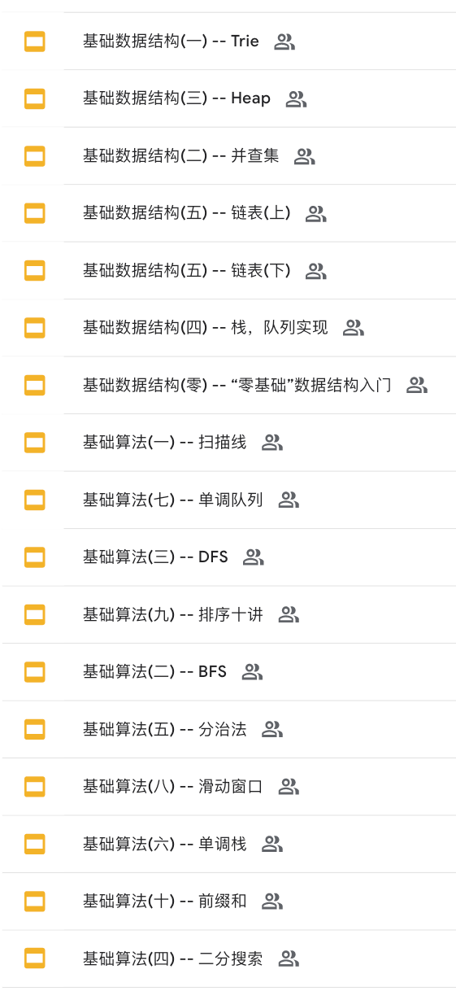 基础数据结构(一) -- Trie
基础数据结构(三) -- Heap
基础数据结构(二) -- 并查集
基础数据结构(五) -- 链表(上)
基础数据结构(五) -- 链表(下)
基础数据结构(四) -- 栈，队列实现
基础数据结构(零) -- “零基础”数据结构入门
基础算法(一) -- 扫描线
基础算法(七) -- 单调队列
基础算法(三) -- DFS
基础算法(九) -- 排序十讲
基础算法(二) -- BFS
基础算法(五) -- 分治法
基础算法(八) -- 滑动窗口
基础算法(六) -- 单调栈
基础算法(十) -- 前缀和
基础算法(四) -- 二分搜索